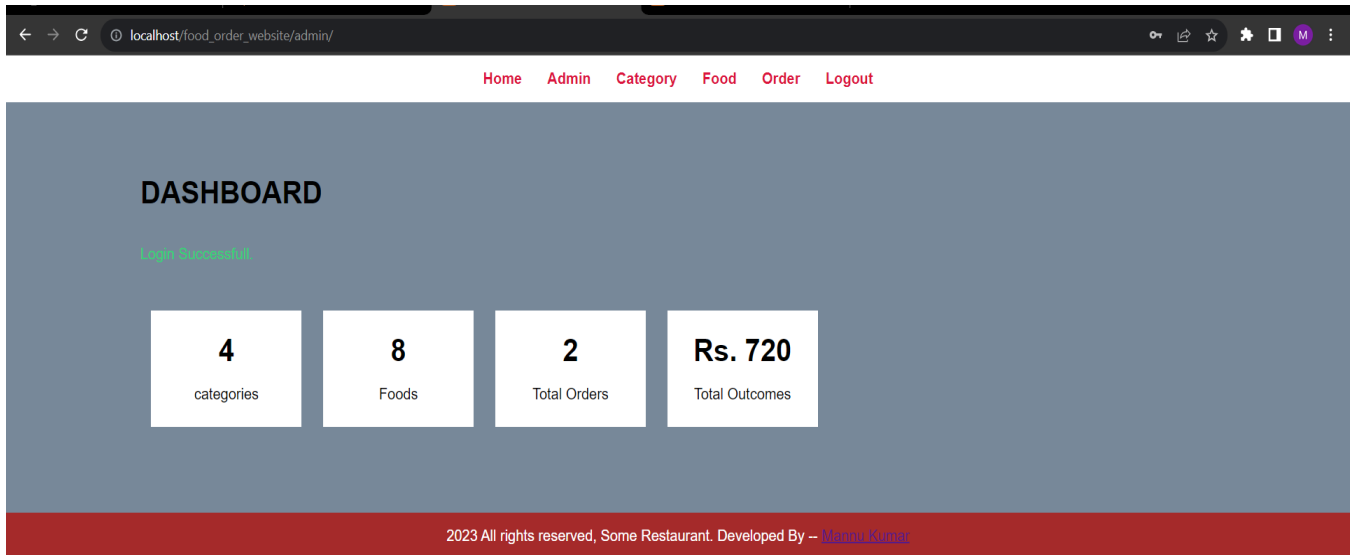 localhost/food_order_website/admin/
M
Home Admin Category Food Order Logout
DASHBOARD
Login Successfull.
4 8 2 Rs. 720
categories Foods Total Orders Total Outcomes
2023 All rights reserved, Some Restaurant. Developed By -- Mannu Kumar